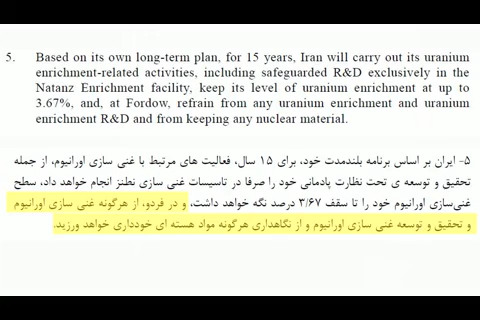 5. Based on its own long-term plan, for 15 years, Iran will carry out its uranium
enrichment-related activities, including safeguarded R&D exclusively in the
Natanz Enrichment facility, keep its level of uranium enrichment at up to
3.67%, and, at Fordow, refrain from any uranium enrichment and uranium
enrichment R&D and from keeping any nuclear material.
۵- ایران بر اساس برنامه بلندمدت خود، برای ۱۵ سال، فعالیت های مرتبط با غنی سازی اورانیوم، از جمله
تحقیق و توسعه ی تحت نظارت پادمانی خود را صرفا در تاسیسات غنی سازی نطنز انجام خواهد داد، سطح
غنی‌سازی اورانیوم خود را تا سقف ۳/۶۷ درصد نگه خواهد داشت، و در فردو، از هرگونه غنی سازی اورانیوم
و تحقیق و توسعه غنی سازی اورانیوم و از نگاهداری هرگونه مواد هسته ای خودداری خواهد ورزید.